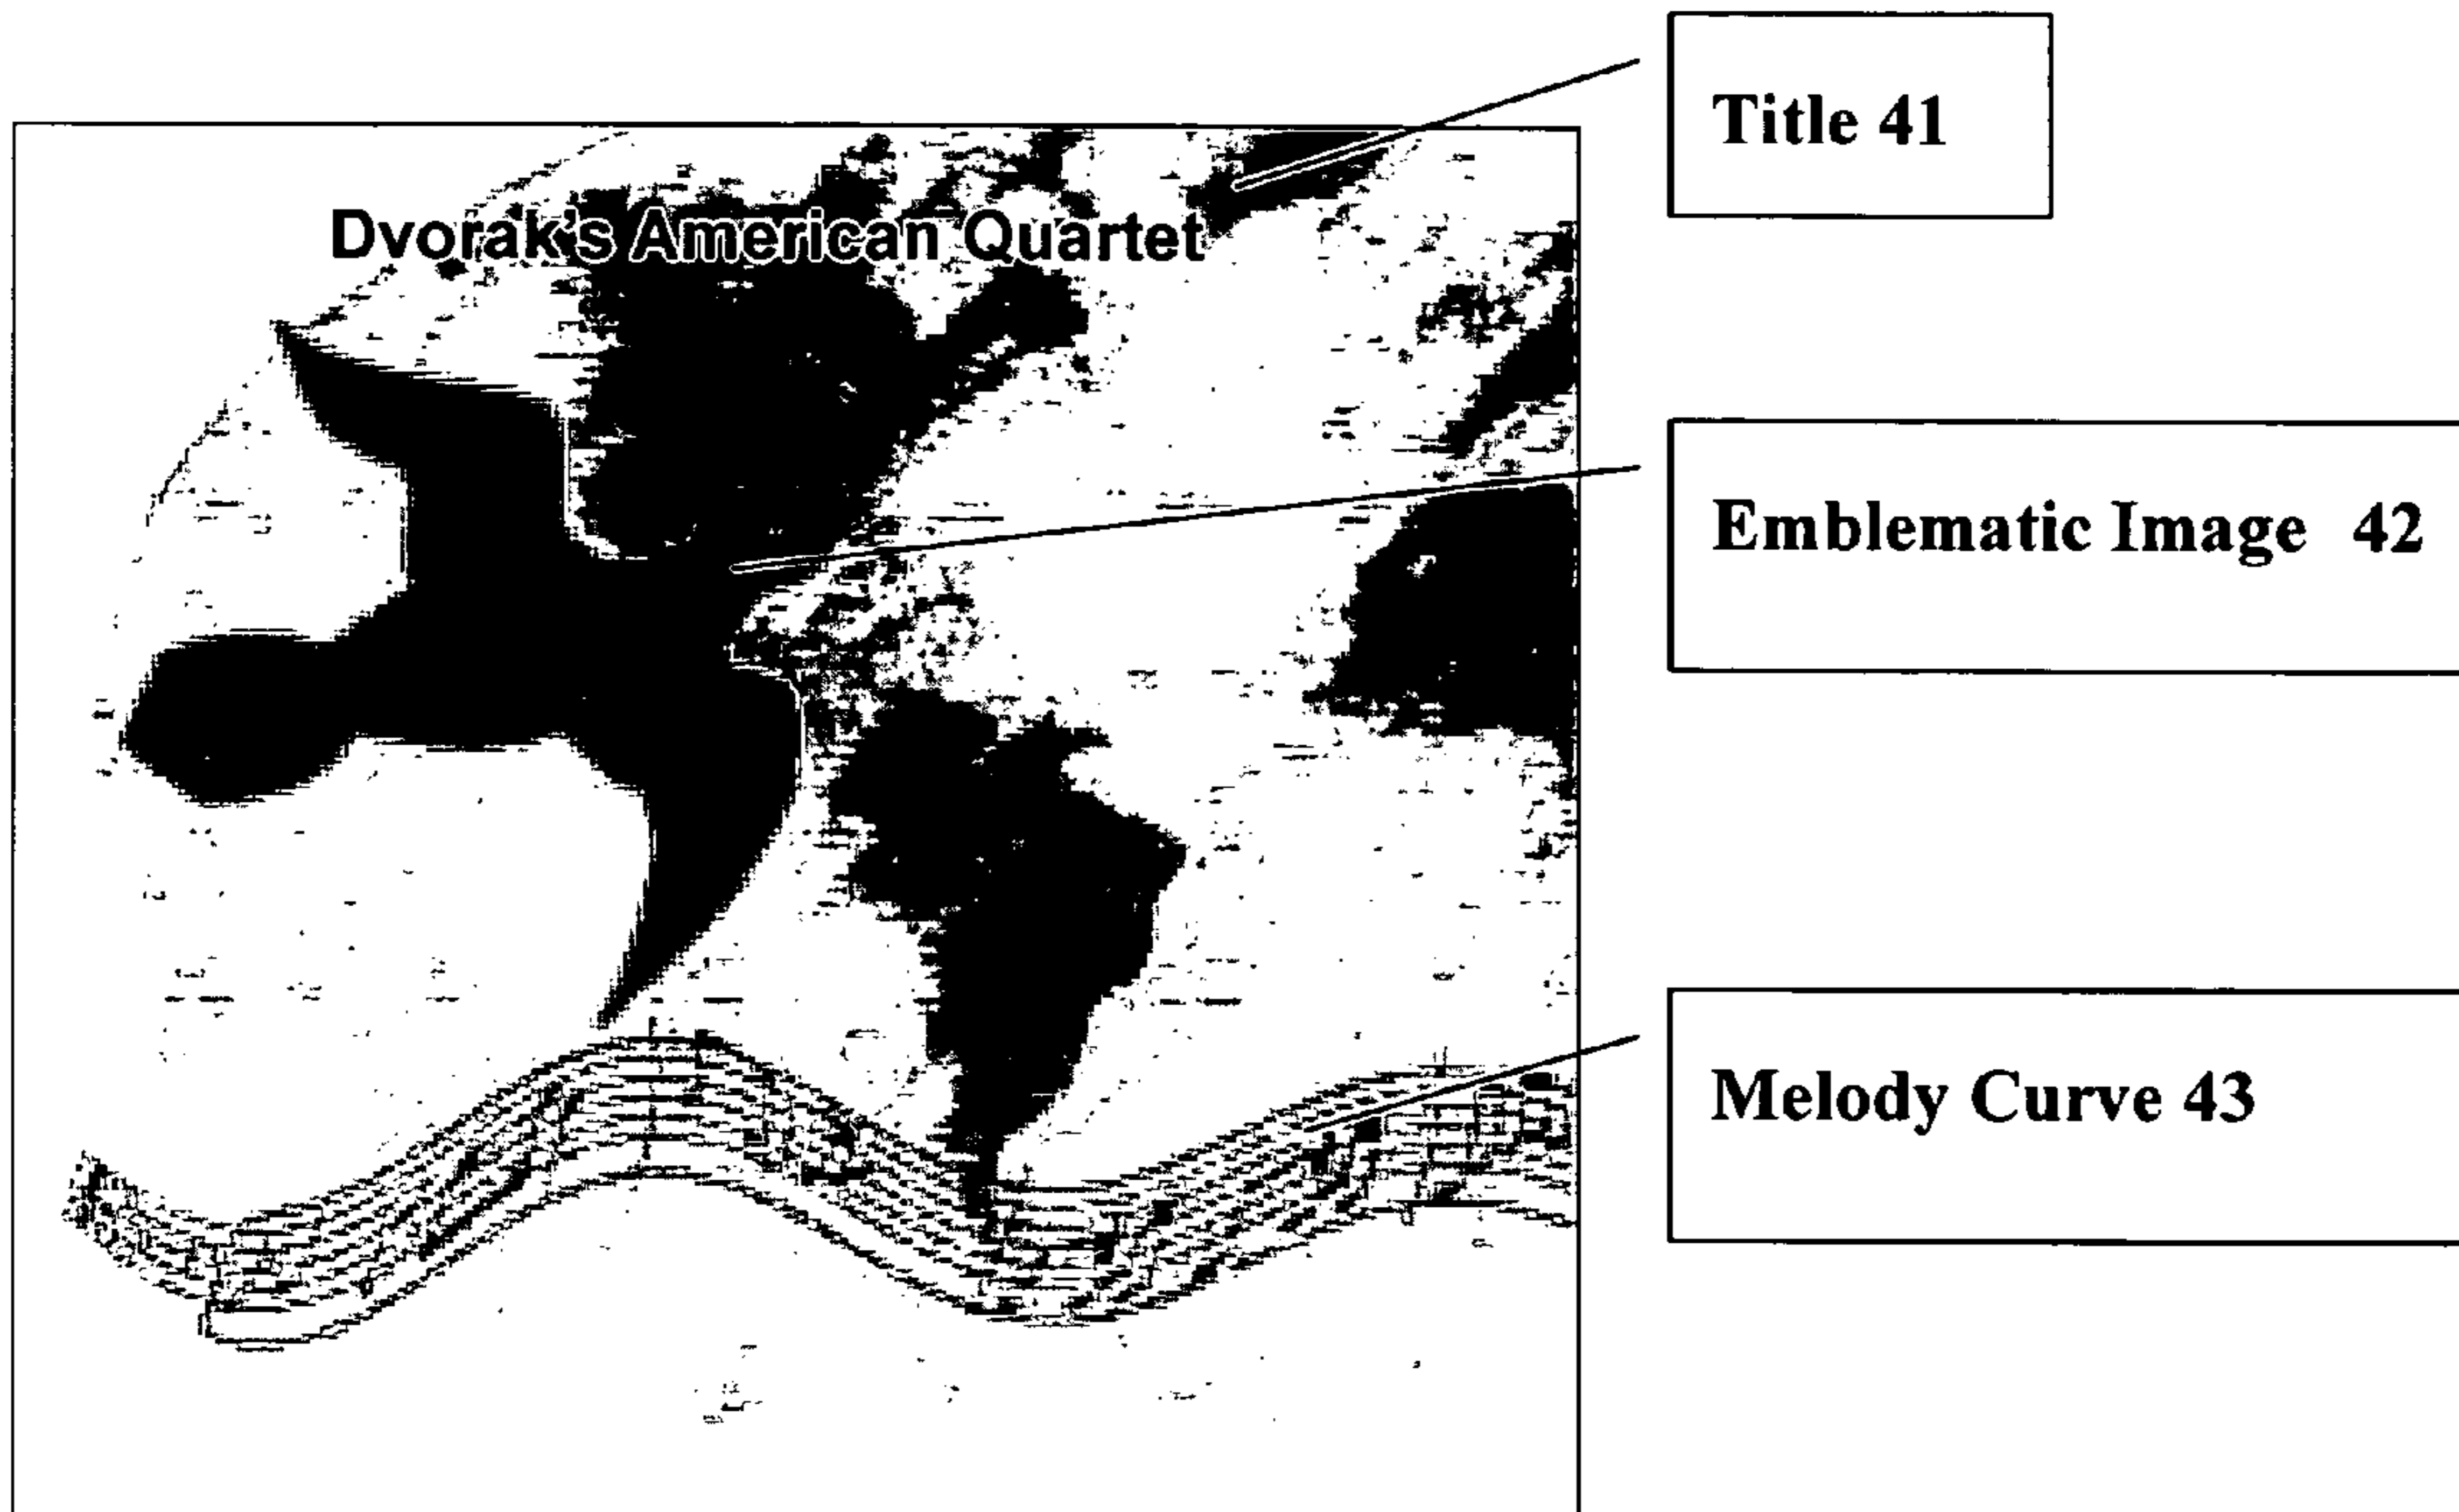 Title 41
Dvorak's American Quartet
Emblematic Image 42
Melody Curve 43